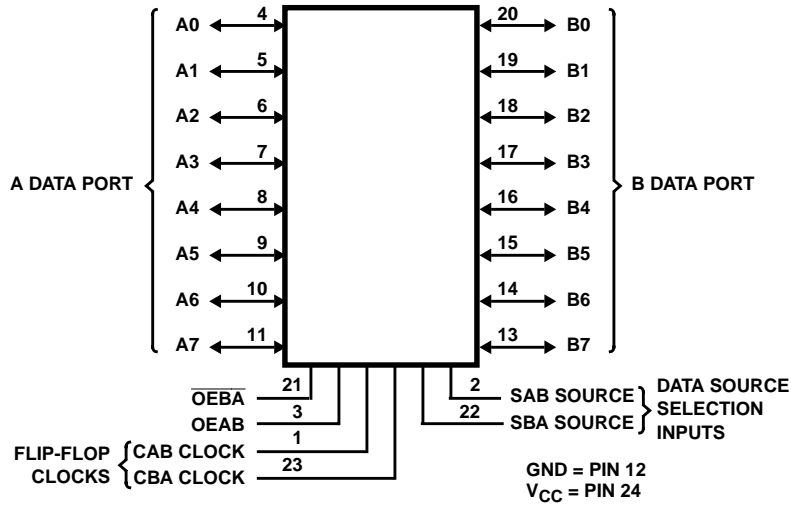 A DATA PORT
A0 4
A1 5
A2 6
A3 7
A4 8
A5 9
A6 10
A7 11
20 B0
19 B1
18 B2
17 B3
16 B4
15 B5
14 B6
13 B7
B DATA PORT
OEBA 21
OEAB 3
FLIP-FLOP
CLOCKS
CAB CLOCK 1
CBA CLOCK 23
2 SAB SOURCE
22 SBA SOURCE
DATA SOURCE
SELECTION
INPUTS
GND = PIN 12
VCC = PIN 24